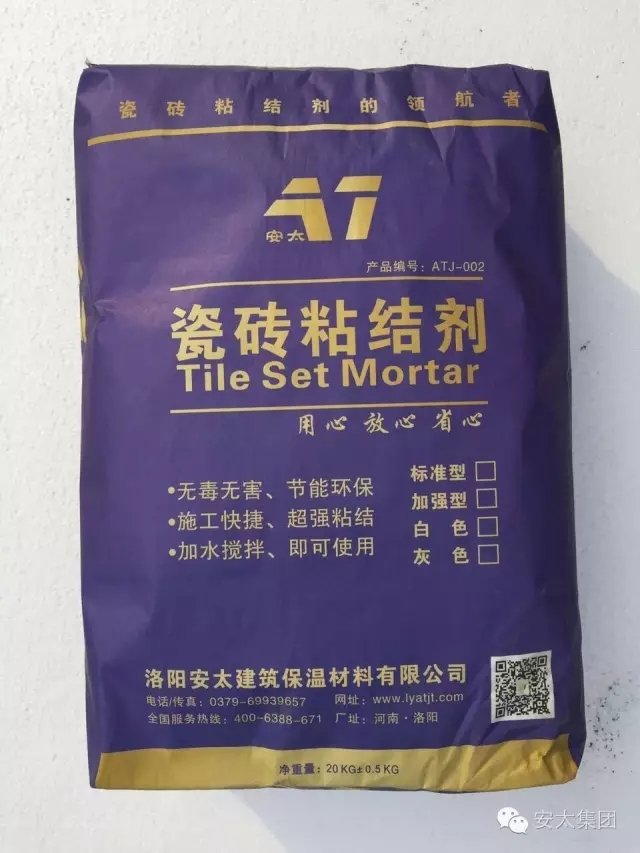 瓷砖粘结剂的领航者
AT
安太
产品编号：ATJ-002
瓷砖粘结剂
Tile Set Mortar
用心 放心 省心
•无毒无害、节能环保
•施工快捷、超强粘结
•加水搅拌、即可使用
标准型□
加强型□
白色□
灰色□
洛阳安太建筑保温材料有限公司
电话/传真：0379-69939657 网址：www.lyatjt.com
全国服务热线：400-6388-671 厂址：河南·洛阳
净重量：20KG±0.5KG
安太集团